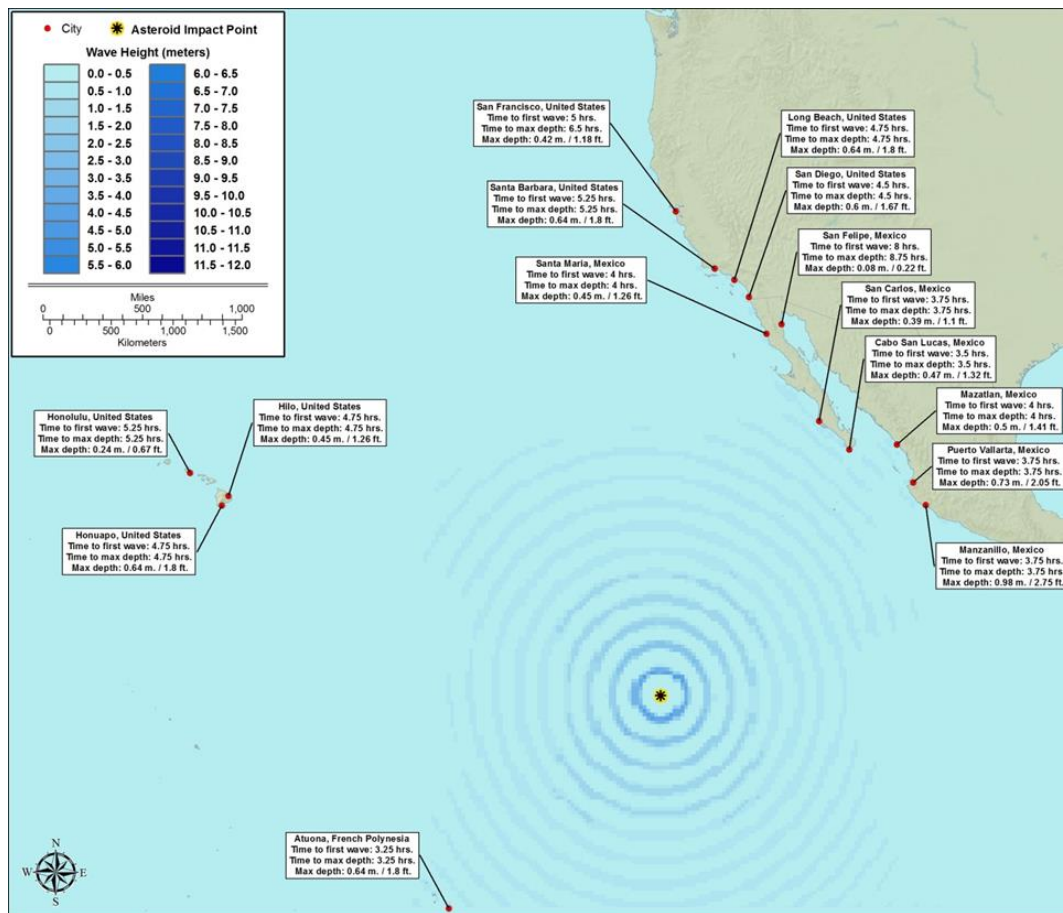 City
Asteroid Impact Point
Wave Height (meters)
0.0 - 0.5
0.5 - 1.0
1.0 - 1.5
1.5 - 2.0
2.0 - 2.5
2.5 - 3.0
3.0 - 3.5
3.5 - 4.0
4.0 - 4.5
4.5 - 5.0
5.0 - 5.5
5.5 - 6.0
6.0 - 6.5
6.5 - 7.0
7.0 - 7.5
7.5 - 8.0
8.0 - 8.5
8.5 - 9.0
9.0 - 9.5
9.5 - 10.0
10.0 - 10.5
10.5 - 11.0
11.0 - 11.5
11.5 - 12.0
Miles
0 500 1,000
0 500 1,000 1,500
Kilometers
San Francisco, United States
Time to first wave: 5 hrs.
Time to max depth: 6.5 hrs.
Max depth: 0.42 m. / 1.18 ft.
Long Beach, United States
Time to first wave: 4.75 hrs.
Time to max depth: 4.75 hrs.
Max depth: 0.64 m. / 1.8 ft.
San Diego, United States
Time to first wave: 4.5 hrs.
Time to max depth: 4.5 hrs.
Max depth: 0.6 m. / 1.67 ft.
Santa Barbara, United States
Time to first wave: 5.25 hrs.
Time to max depth: 5.25 hrs.
Max depth: 0.64 m. / 1.8 ft.
San Felipe, Mexico
Time to first wave: 8 hrs.
Time to max depth: 8.75 hrs.
Max depth: 0.08 m. / 0.22 ft.
Santa Maria, Mexico
Time to first wave: 4 hrs.
Time to max depth: 4 hrs.
Max depth: 0.45 m. / 1.26 ft.
San Carlos, Mexico
Time to first wave: 3.75 hrs.
Time to max depth: 3.75 hrs.
Max depth: 0.39 m. / 1.1 ft.
Cabo San Lucas, Mexico
Time to first wave: 3.5 hrs.
Time to max depth: 3.5 hrs.
Max depth: 0.47 m. / 1.32 ft.
Mazatlan, Mexico
Time to first wave: 4 hrs.
Time to max depth: 4 hrs.
Max depth: 0.5 m. / 1.41 ft.
Puerto Vallarta, Mexico
Time to first wave: 3.75 hrs.
Time to max depth: 3.75 hrs.
Max depth: 0.73 m. / 2.05 ft.
Manzanillo, Mexico
Time to first wave: 3.75 hrs.
Time to max depth: 3.75 hrs.
Max depth: 0.98 m. / 2.75 ft.
Honolulu, United States
Time to first wave: 5.25 hrs.
Time to max depth: 5.25 hrs.
Max depth: 0.24 m / 0.67 ft.
Hilo, United States
Time to first wave: 4.75 hrs.
Time to max depth: 4.75 hrs.
Max depth: 0.45 m / 1.26 ft.
Honuapo, United States
Time to first wave: 4.75 hrs.
Time to max depth: 4.75 hrs.
Max depth: 0.64 m / 1.8 ft.
Atuona, French Polynesia
Time to first wave: 3.25 hrs.
Time to max depth: 3.25 hrs.
Max depth: 0.64 m / 1.8 ft.
N
W E
S